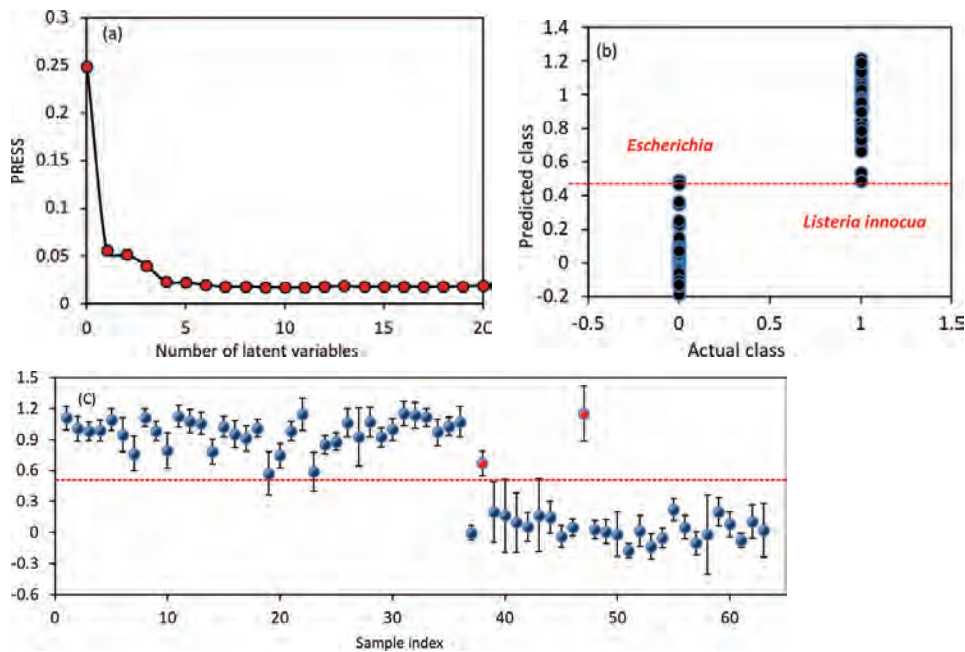 (a)
0.3
0.25
0.2
0.15
0.1
0.05
0
PRESS
0 5 10 15 20
Number of latent variables
(b)
1.4
1.2
1
0.8
0.6
0.4
0.2
0
-0.2
Predicted class
Escherichia
Listeria innocua
-0.5 0 0.5 1 1.5
Actual class
(C)
1.5
1.2
0.9
0.6
0.3
0
-0.3
-0.6
0 10 20 30 40 50 60
Sample index